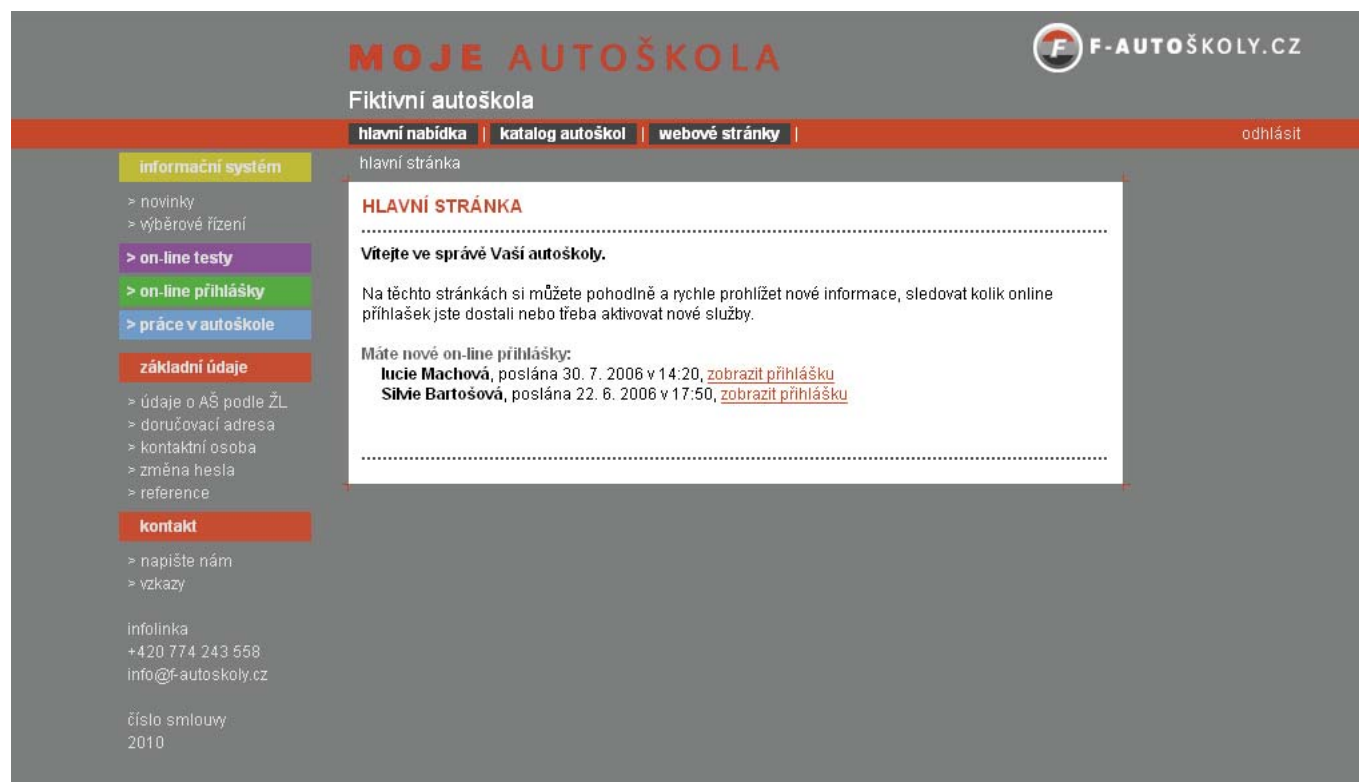 MOJE AUTOŠKOLA
F F-AUTOŠKOLY.CZ
Fiktivní autoškola
hlavní nabídka | katalog autoškol | webové stránky |
odhlásit
informační systém
> novinky
> výběrové řízení
> on-line testy
> on-line přihlášky
> práce v autoškole
základní údaje
> údaje o AŠ podle ŽL
> doručovací adresa
> kontaktní osoba
> změna hesla
> reference
kontakt
> napište nám
> vzkazy
infolinka
+420 774 243 558
info@f-autoskoly.cz
číslo smlouvy
2010
hlavní stránka
HLAVNÍ STRÁNKA
Vítejte ve správě Vaší autoškoly.
Na těchto stránkách si můžete pohodlně a rychle prohlížet nové informace, sledovat kolik online
příhlašek jste dostali nebo třeba aktivovat nové služby.
Máte nové on-line přihlášky:
lucie Machová, poslána 30. 7. 2006 v 14:20, zobrazit přihlášku
Silvie Bartošová, poslána 22. 6. 2006 v 17:50, zobrazit přihlášku